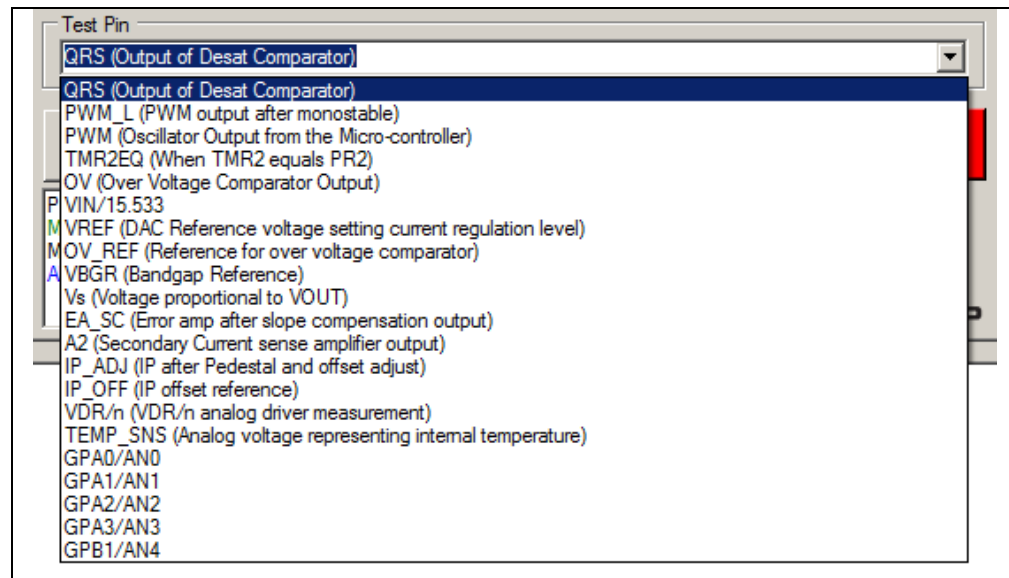 Test Pin
QRS (Output of Desat Comparator)
QRS (Output of Desat Comparator)
PWM_L (PWM output after monostable)
PWM (Oscillator Output from the Micro-controller)
TMR2EQ (When TMR2 equals PR2)
OV (Over Voltage Comparator Output)
P VIN/15.533
M VREF (DAC Reference voltage setting current regulation level)
M OV_REF (Reference for over voltage comparator)
A VBGR (Bandgap Reference)
Vs (Voltage proportional to VOUT)
EA_SC (Error amp after slope compensation output)
A2 (Secondary Current sense amplifier output)
IP_ADJ (IP after Pedestal and offset adjust)
IP_OFF (IP offset reference)
VDR/n (VDR/n analog driver measurement)
TEMP_SNS (Analog voltage representing internal temperature)
GPA0/AN0
GPA1/AN1
GPA2/AN2
GPA3/AN3
GPB1/AN4